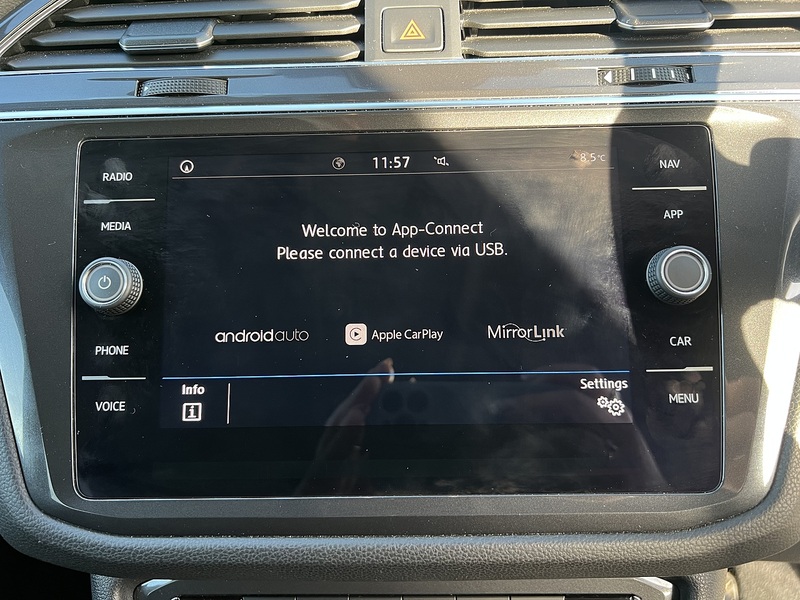 11:57
8.5°C
RADIO
MEDIA
PHONE
VOICE
Welcome to App-Connect
Please connect a device via USB.
androidauto
Apple CarPlay
MirrorLink
Info
Settings
NAV
APP
CAR
MENU